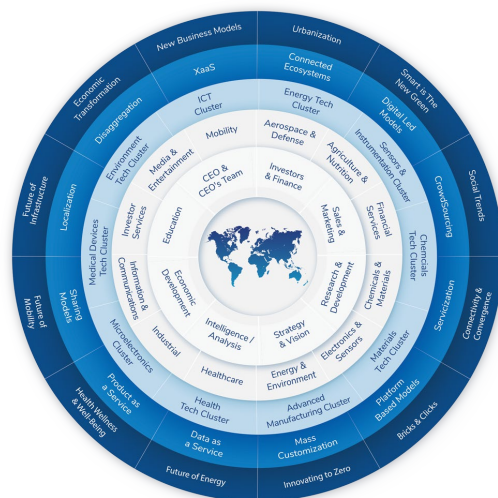 New Business Models
Urbanization
Smart is The
New Green
Social Trends
Connectivity &
Convergence
Bricks & Clicks
Innovating to Zero
Future of Energy
Health Wellness
& Well-Being
Future of
Mobility
Future of
Infrastructure
Economic
Transformation
XaaS
Connected
Ecosystems
Digital Led
Models
CrowdSourcing
Servicization
Platform
Based Models
Mass
Customization
Data as
a Service
Product as
a Service
Sharing
Models
Localization
Disaggregation
ICT
Cluster
Energy Tech
Cluster
Sensors &
Instrumentation Cluster
Chemcials
Tech Cluster
Materials
Tech Cluster
Advanced
Manufacturing Cluster
Health
Tech Cluster
Microelectronics
Cluster
Medical Devices
Tech Cluster
Environment
Tech Cluster
Mobility
Aerospace &
Defense
Agriculture &
Nutrition
Financial
Services
Chemicals &
Materials
Electronics &
Sensors
Energy &
Environment
Healthcare
Industrial
Information &
Communications
Investor
Services
Media &
Entertainment
CEO &
CEO's Team
Investors
& Finance
Sales &
Marketing
Research &
Development
Strategy
& Vision
Intelligence /
Analysis
Economic
Development
Education